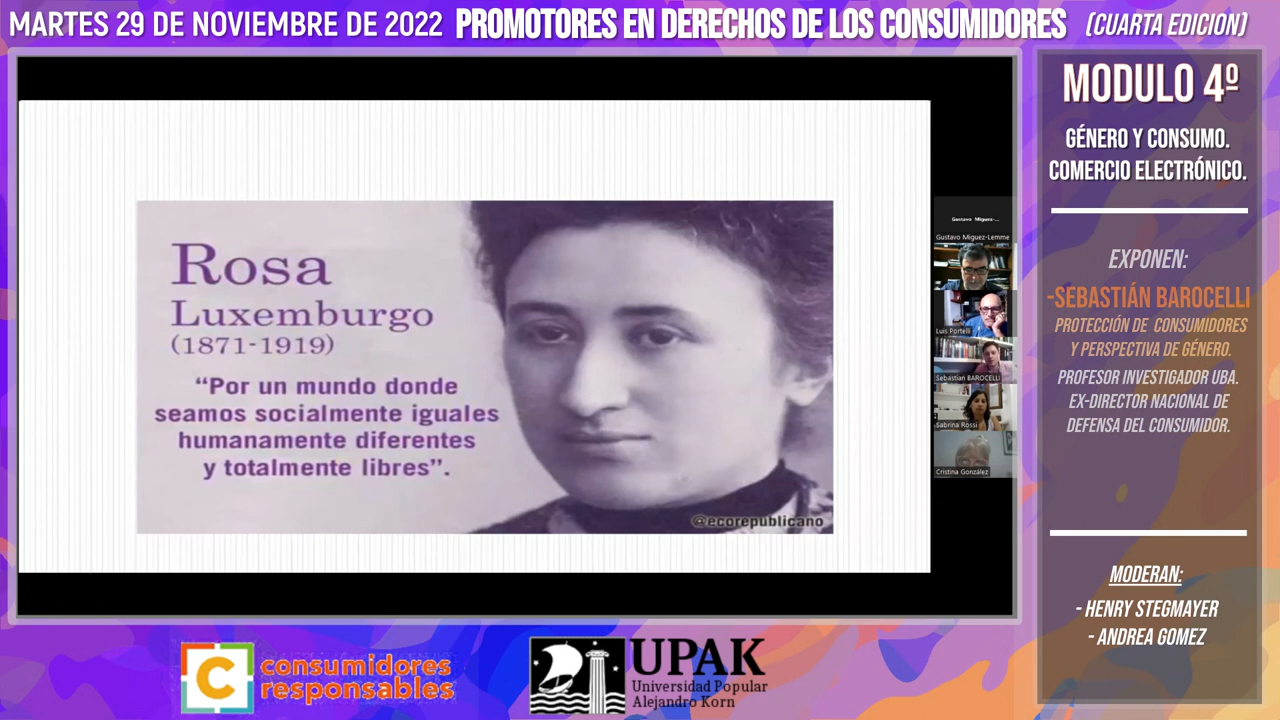 MARTES 29 DE NOVIEMBRE DE 2022 PROMOTORES EN DERECHOS DE LOS CONSUMIDORES (CUARTA EDICION)
Rosa
Luxemburgo
(1871-1919)
“Por un mundo donde
seamos socialmente iguales
humanamente diferentes
y totalmente libres”.
@ecorepublicano
Gustavo Miguez-...
Gustavo Miguez-Lemme
Luis Portelli
Sebastian BAROCELLI
Sabrina Rossi
Cristina González
MODULO 4º
GÉNERO Y CONSUMO.
COMERCIO ELECTRÓNICO.
EXPONEN:
-SEBASTIÁN BAROCELLI
PROTECCIÓN DE CONSUMIDORES
Y PERSPECTIVA DE GÉNERO.
PROFESOR INVESTIGADOR UBA.
EX-DIRECTOR NACIONAL DE
DEFENSA DEL CONSUMIDOR.
MODERAN:
- HENRY STEGMAYER
- ANDREA GOMEZ
C consumidores
responsables
UPAK
Universidad Popular
Alejandro Korn